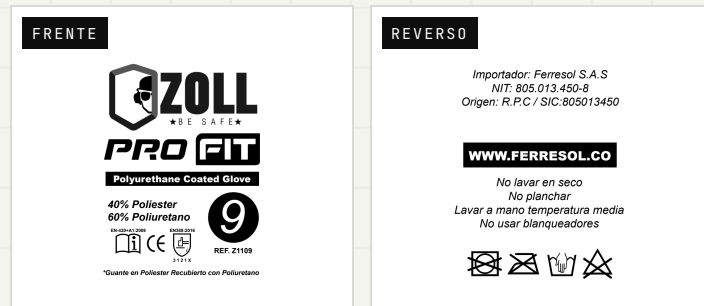 FRENTE
ZOLL
★BE SAFE★
PRO FIT
Polyurethane Coated Glove
40% Poliester
60% Poliuretano
9
EN-420+A1:2009
EN388:2016
i CE
3121X
REF. Z1109
*Guante en Poliester Recubierto con Poliuretano
REVERSO
Importador: Ferresol S.A.S
NIT: 805.013.450-8
Origen: R.P.C / SIC:805013450
WWW.FERRESOL.CO
No lavar en seco
No planchar
Lavar a mano temperatura media
No usar blanqueadores